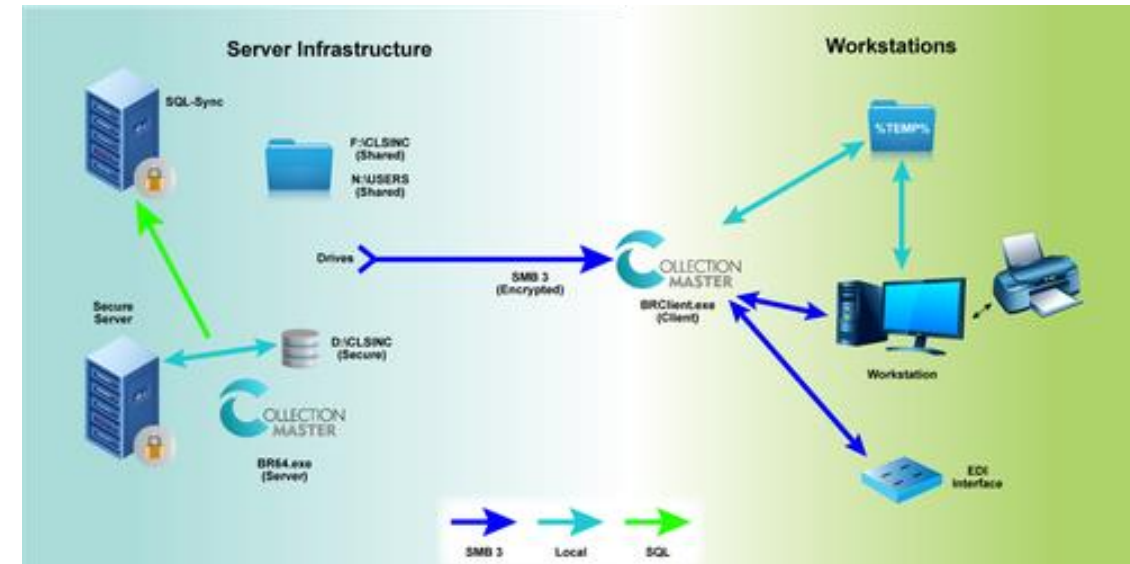 Server Infrastructure
Workstations
SQL-Sync
F:\CLSINC
(Shared)
N:\USERS
(Shared)
%TEMP%
Drives
SMB 3
(Encrypted)
COLLECTION
MASTER
BRClient.exe
(Client)
Secure
Server
D:\CLSINC
(Secure)
COLLECTION
MASTER
BR64.exe
(Server)
Workstation
EDI
Interface
SMB 3
Local
SQL